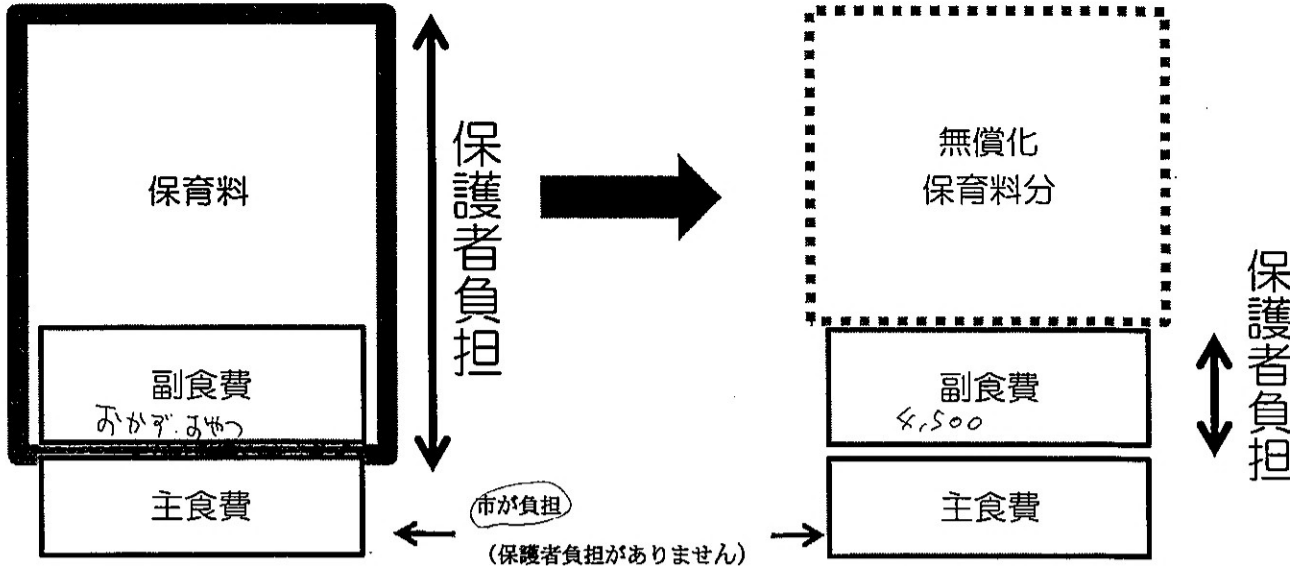 保育料
副食費
おかず.おやつ
主食費
保護者負担
市が負担
(保護者負担がありません)
無償化
保育料分
副食費
4,500
主食費
保護者負担